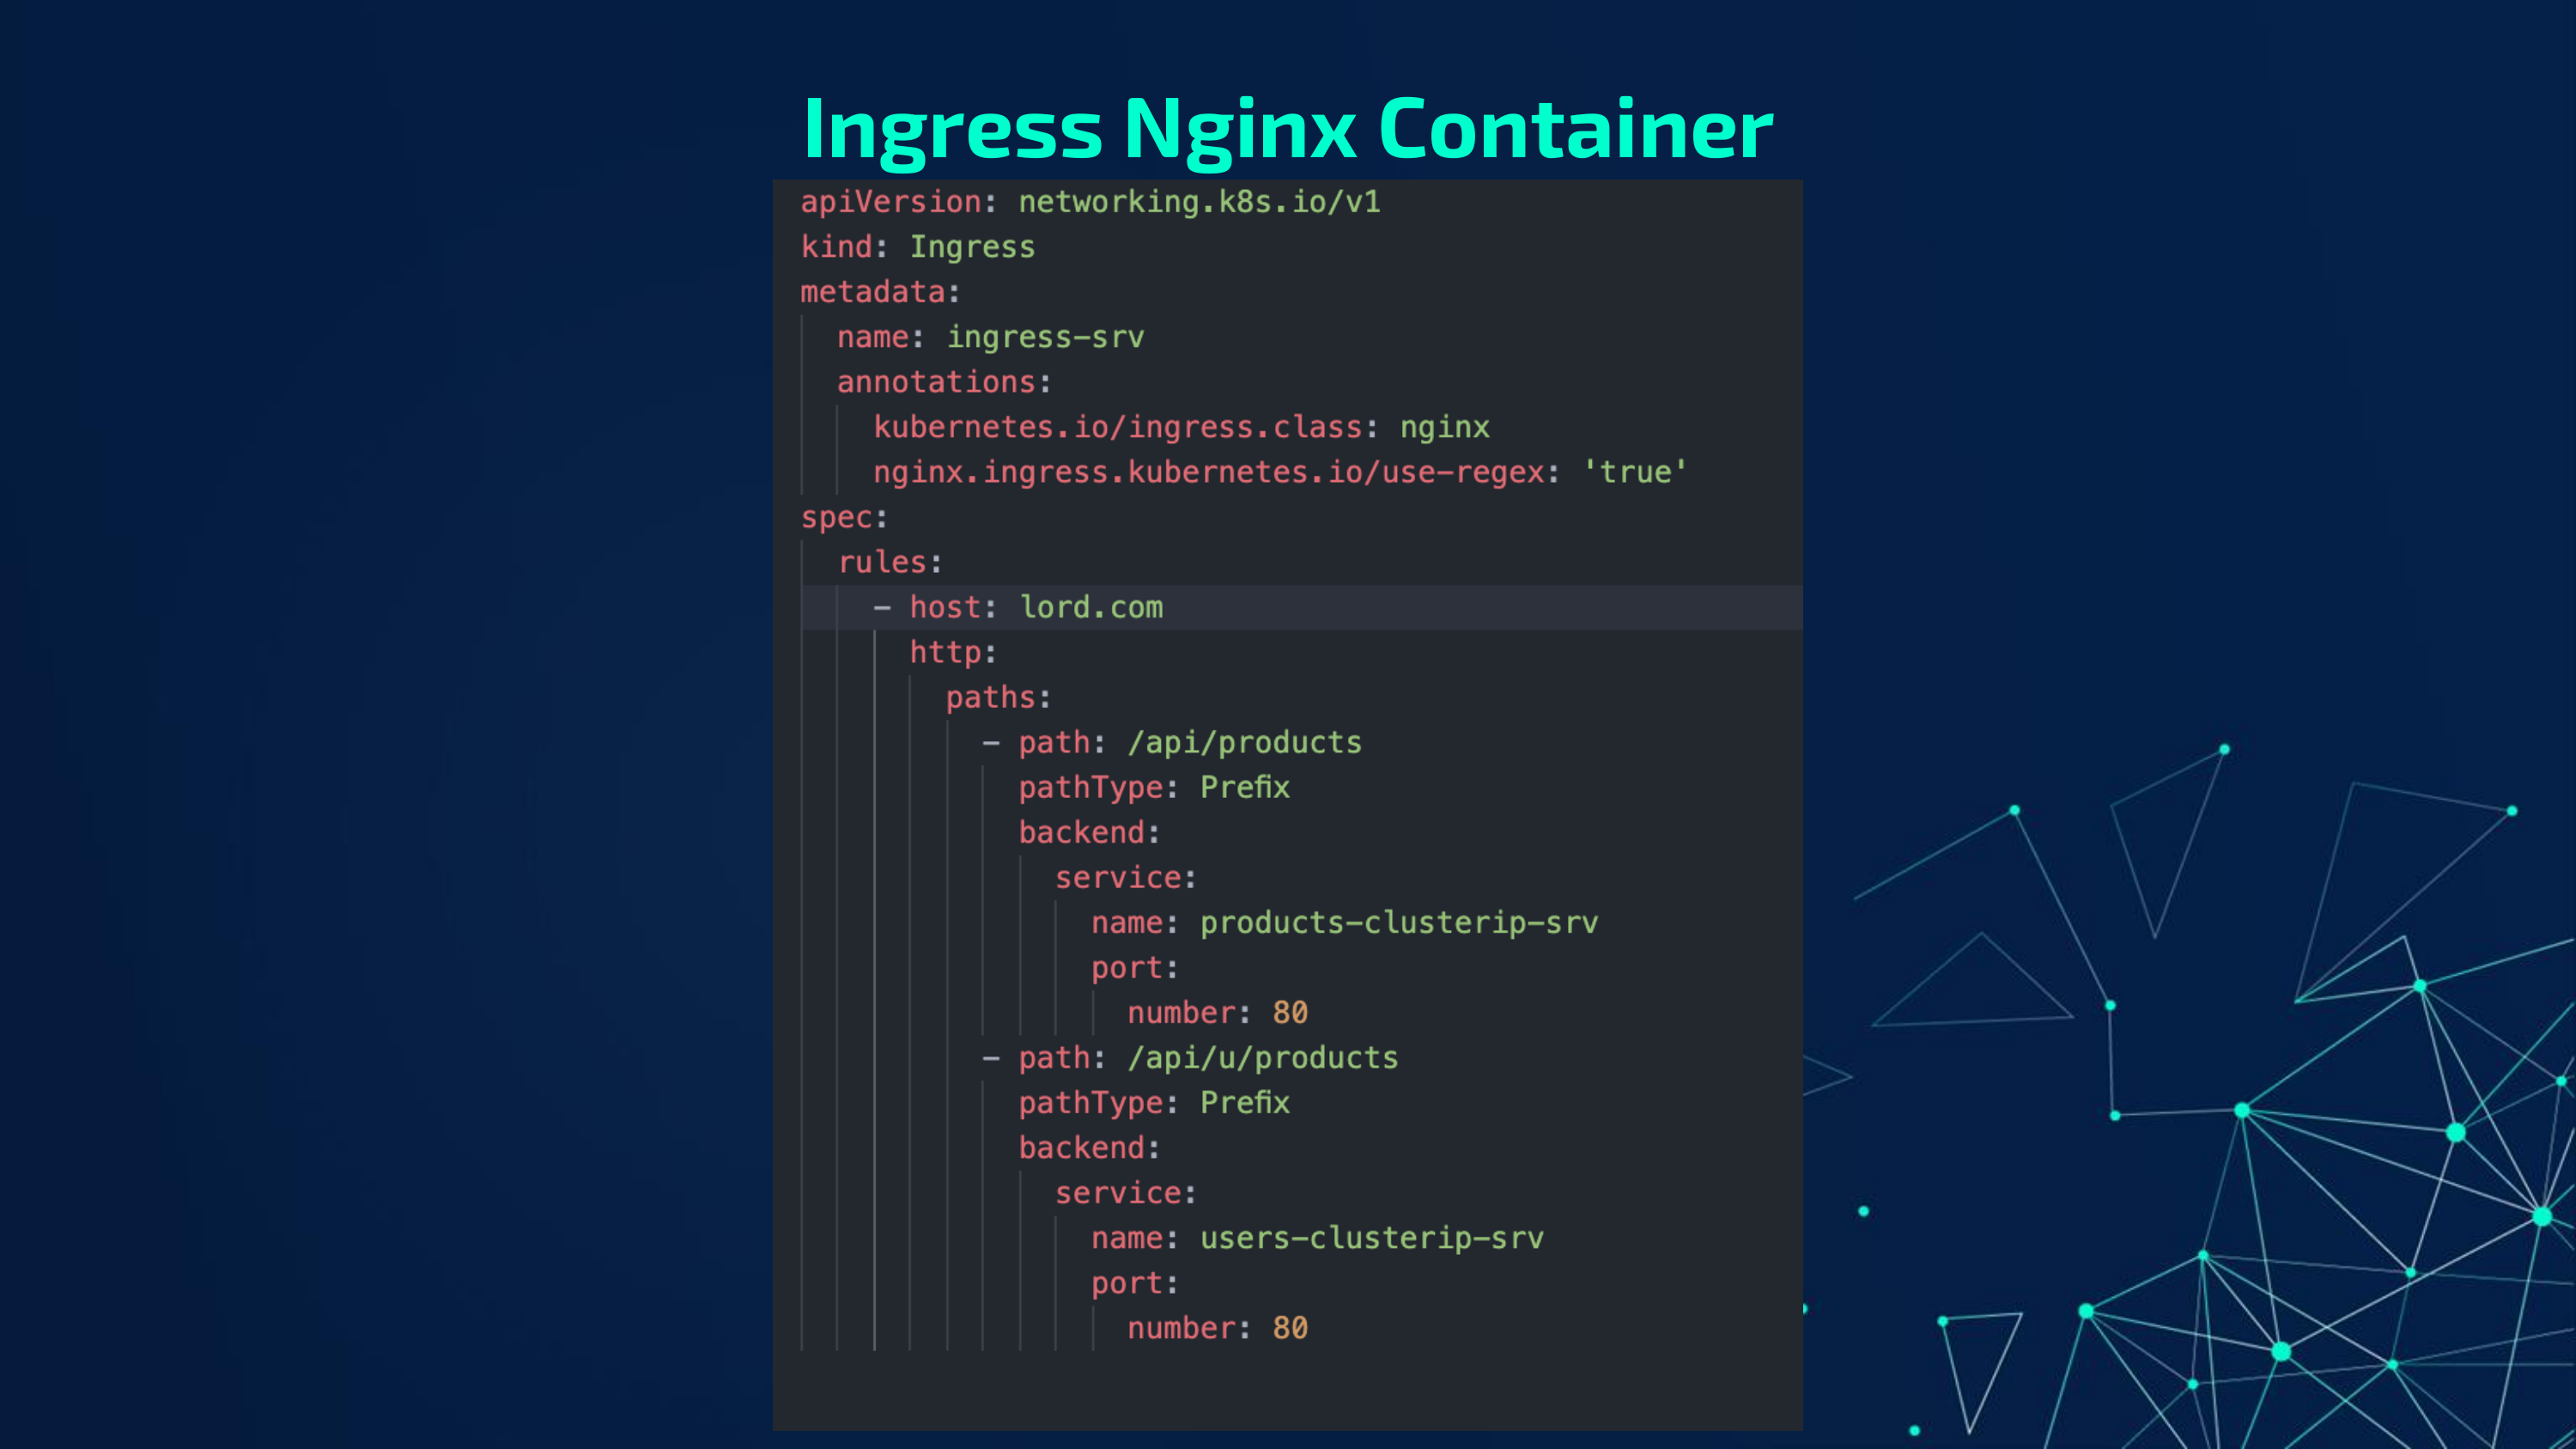 Ingress Nginx Container
apiVersion: networking.k8s.io/v1
kind: Ingress
metadata:
  name: ingress-srv
  annotations:
    kubernetes.io/ingress.class: nginx
    nginx.ingress.kubernetes.io/use-regex: 'true'
spec:
  rules:
    - host: lord.com
      http:
        paths:
          - path: /api/products
            pathType: Prefix
            backend:
              service:
                name: products-clusterip-srv
                port:
                  number: 80
          - path: /api/u/products
            pathType: Prefix
            backend:
              service:
                name: users-clusterip-srv
                port:
                  number: 80